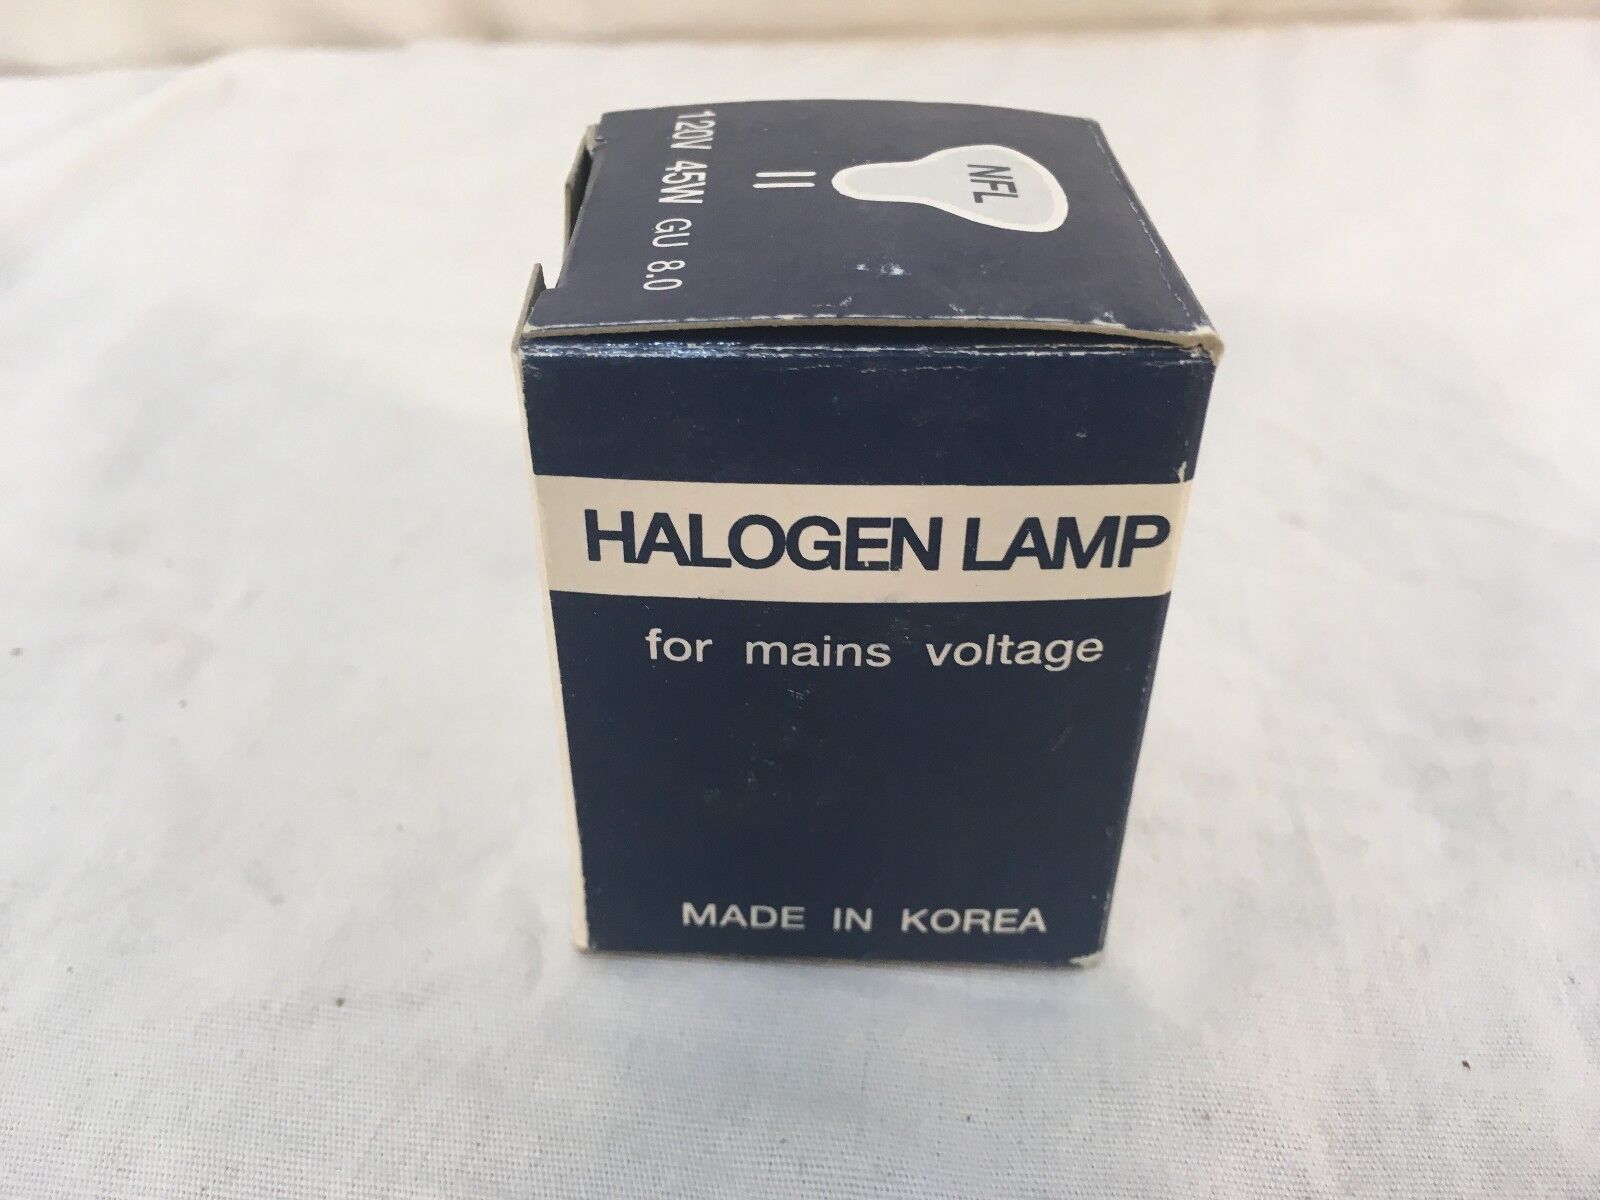 NFL
120V 45W GU 8.0
HALOGEN LAMP
for mains voltage
MADE IN KOREA